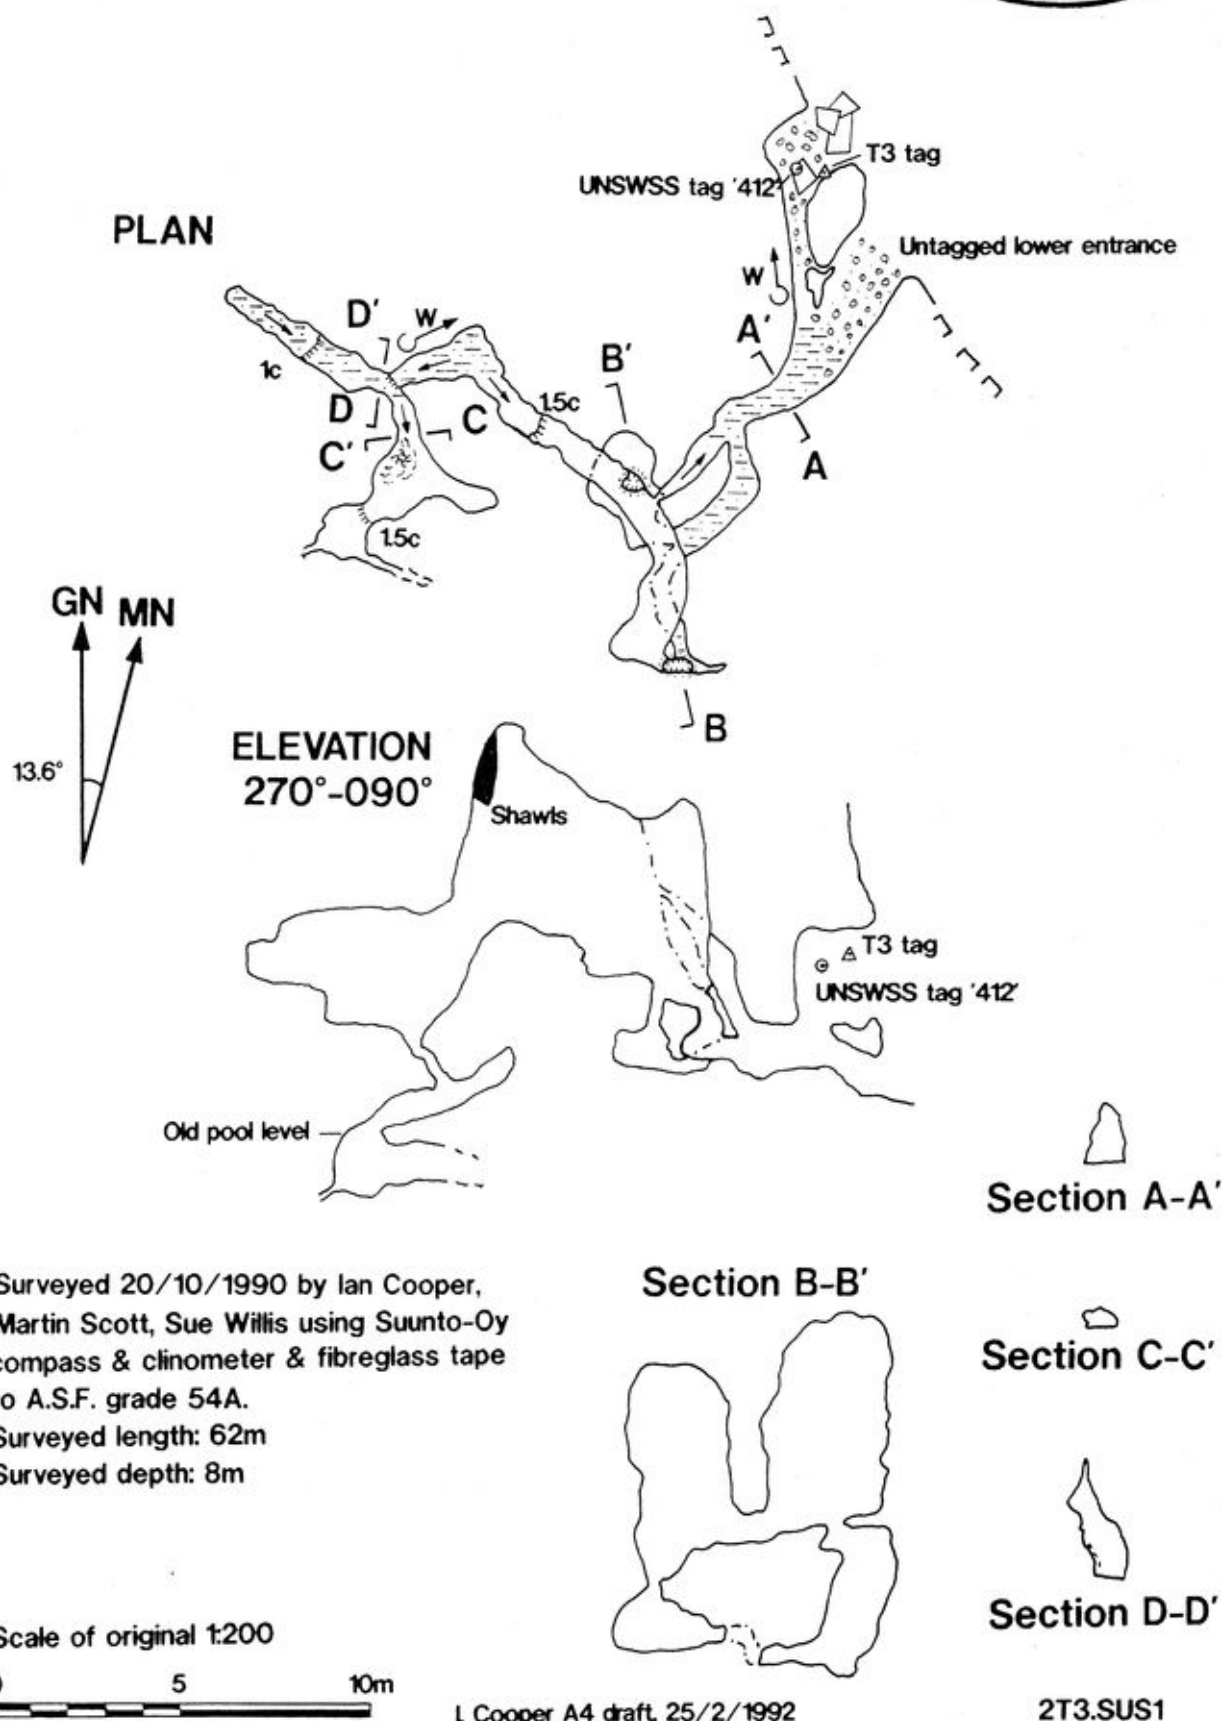 T3 tag
UNSWSS tag '412'
PLAN
Untagged lower entrance
W
D'
W
A'
1c
B'
1.5c
D
C
C'
A
1.5c
GN MN
B
ELEVATION
270°-090°
13.6°
Shawls
T3 tag
UNSWSS tag '412'
Old pool level
Section A-A'
Surveyed 20/10/1990 by Ian Cooper,
Martin Scott, Sue Willis using Suunto-Oy
compass & clinometer & fibreglass tape
to A.S.F. grade 54A.
Surveyed length: 62m
Surveyed depth: 8m
Section B-B'
Section C-C'
Section D-D'
Scale of original 1:200
0 5 10m
I. Cooper A4 draft, 25/2/1992
2T3.SUS1